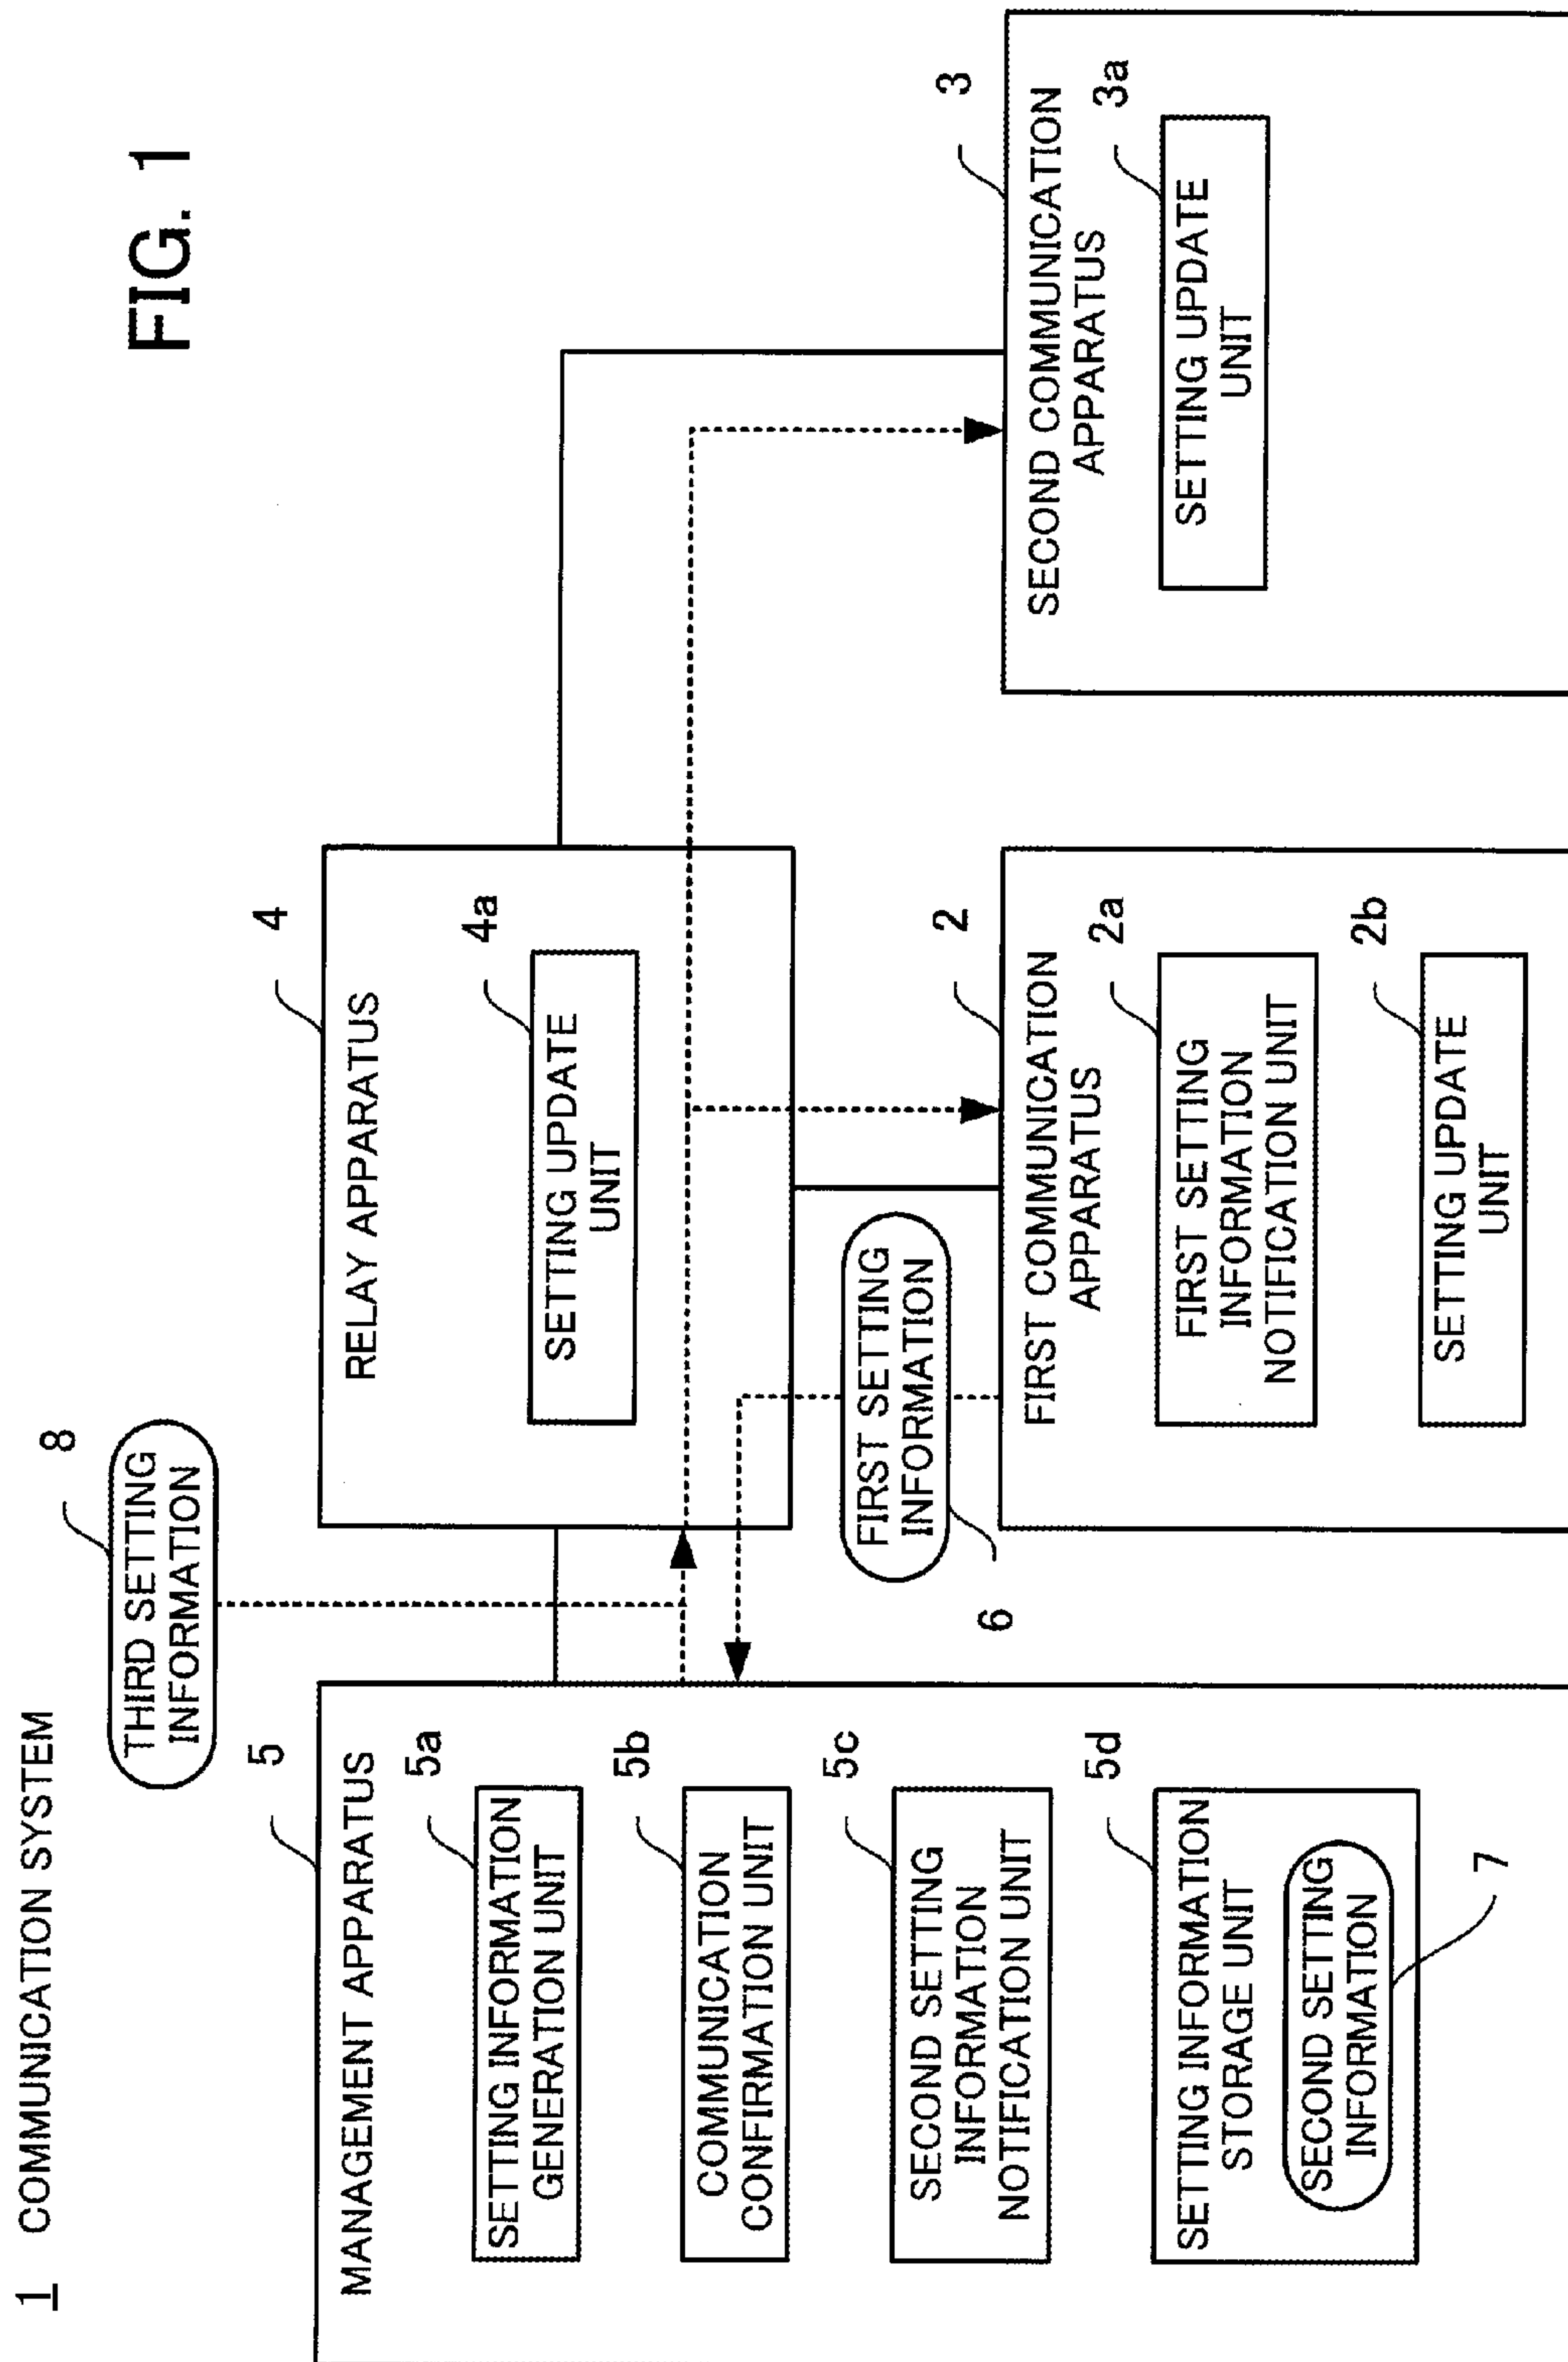 FIG. 1
1 COMMUNICATION SYSTEM
8
THIRD SETTING
INFORMATION
5
MANAGEMENT APPARATUS
5a
SETTING INFORMATION
GENERATION UNIT
5b
COMMUNICATION
CONFIRMATION UNIT
5c
SECOND SETTING
INFORMATION
NOTIFICATION UNIT
5d
SETTING INFORMATION
STORAGE UNIT
SECOND SETTING
INFORMATION
7
4
RELAY APPARATUS
4a
SETTING UPDATE
UNIT
FIRST SETTING
INFORMATION
6
2
FIRST COMMUNICATION
APPARATUS
2a
FIRST SETTING
INFORMATION
NOTIFICATION UNIT
2b
SETTING UPDATE
UNIT
3
SECOND COMMUNICATION
APPARATUS
3a
SETTING UPDATE
UNIT